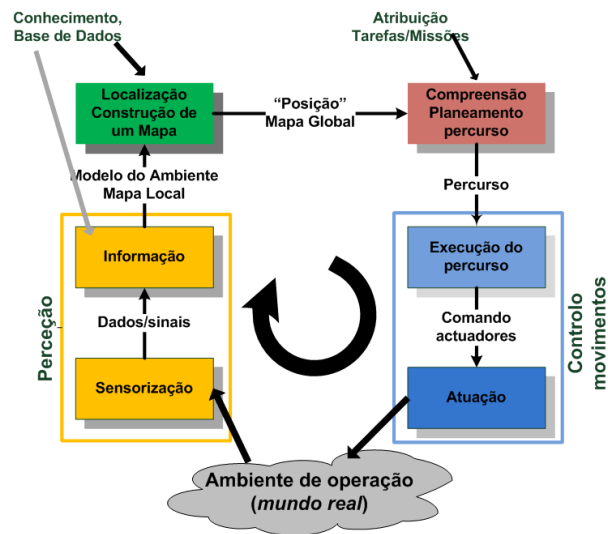 Conhecimento,
Base de Dados
Atribuição
Tarefas/Missões
Localização
Construção de
um Mapa
“Posição”
Mapa Global
Compreensão
Planeamento
percurso
Modelo do Ambiente
Mapa Local
Percurso
Informação
Execução do
percurso
Perceção
Dados/sinais
Comando
actuadores
Controlo
movimentos
Sensorização
Atuação
Ambiente de operação
(mundo real)